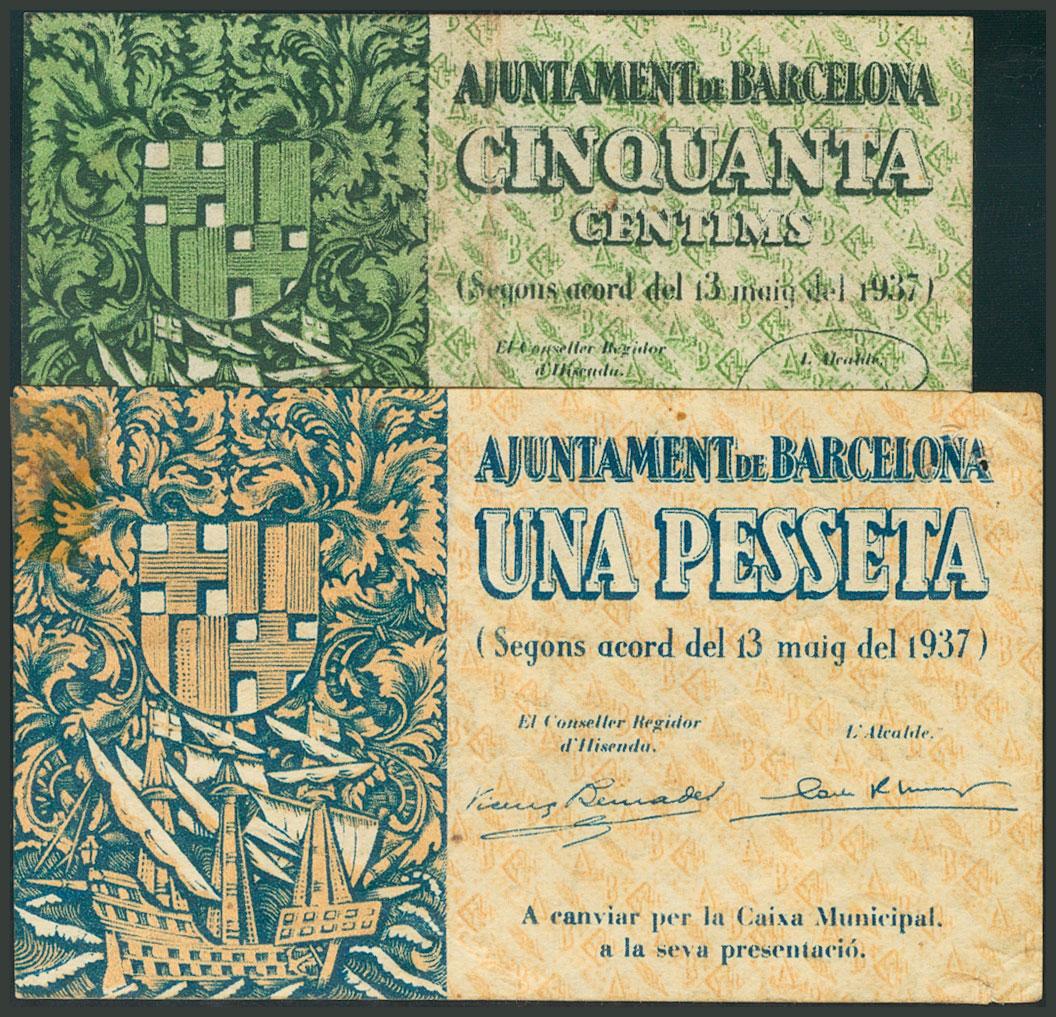 AJUNTAMENT DE BARCELONA
CINQUANTA
CENTIMS
(Segons acord del 13 maig del 1937)
El Conseller Regidor
d'Hisenda.
L'Alcalde.
AJUNTAMENT DE BARCELONA
UNA PESSETA
(Segons acord del 13 maig del 1937)
El Conseller Regidor
d'Hisenda.
L'Alcalde.
A canviar per la Caixa Municipal.
a la seva presentació.